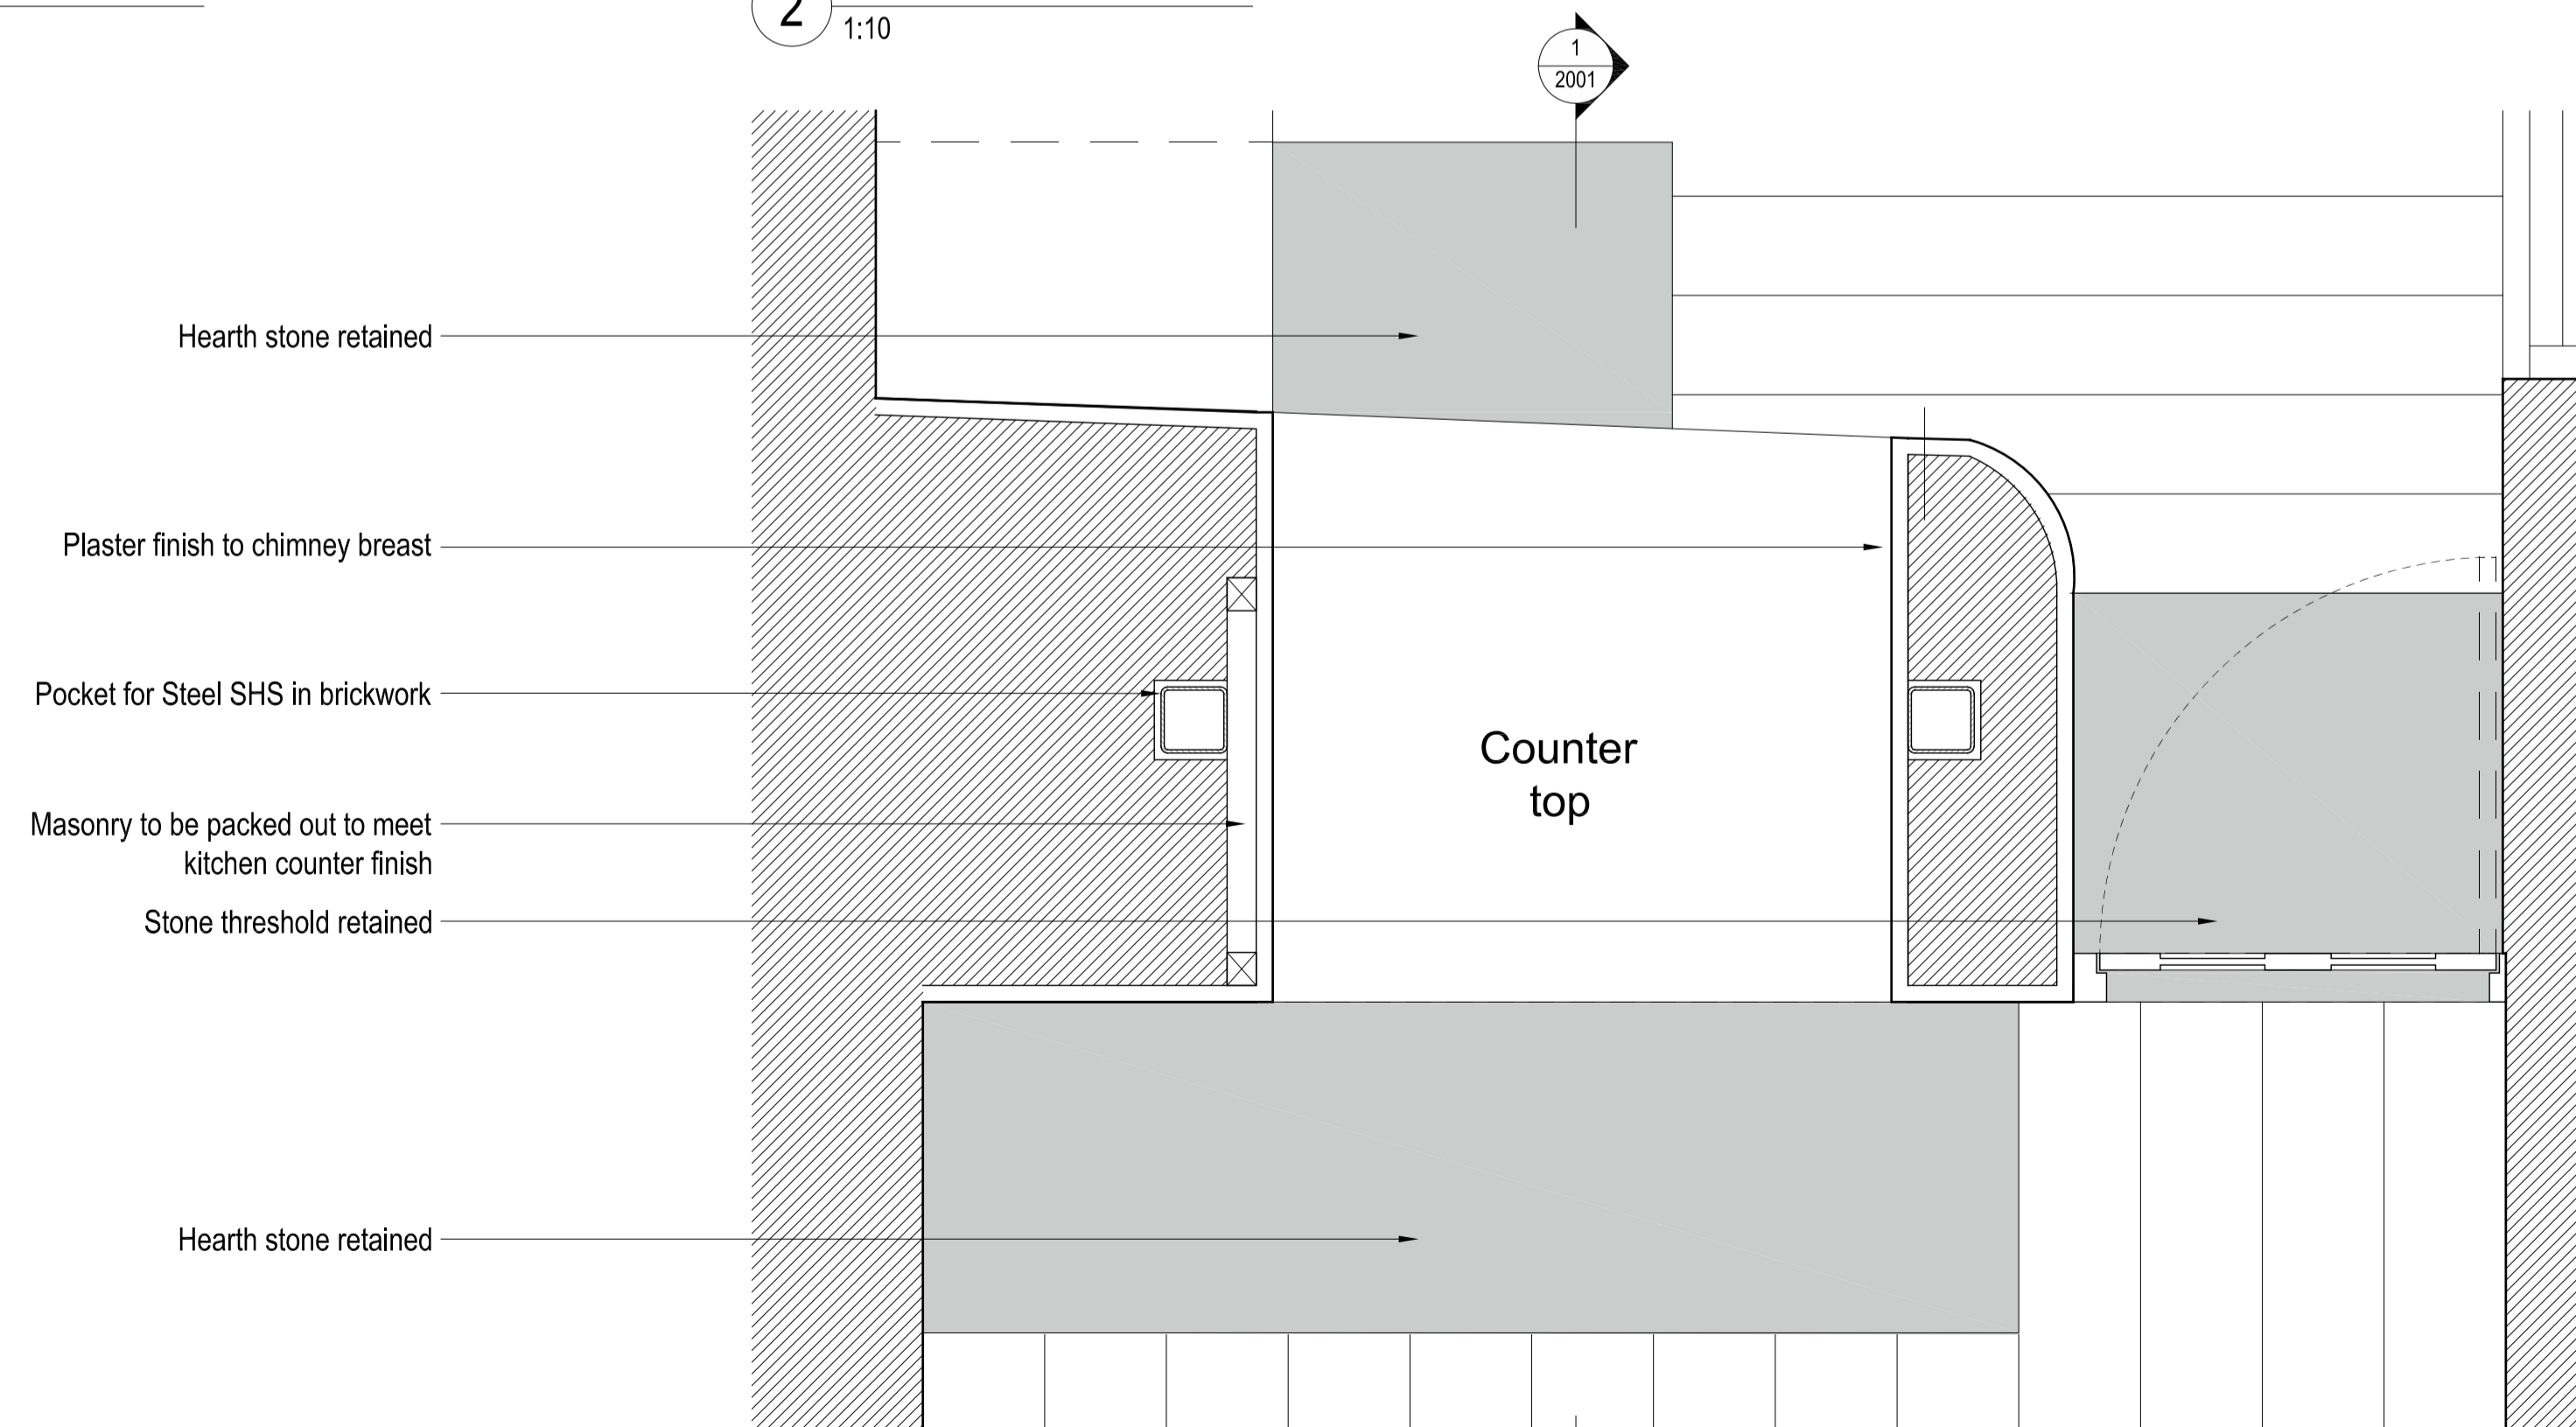 2
1:10
1
2001
Hearth stone retained
Plaster finish to chimney breast
Pocket for Steel SHS in brickwork
Counter
top
Masonry to be packed out to meet
kitchen counter finish
Stone threshold retained
Hearth stone retained